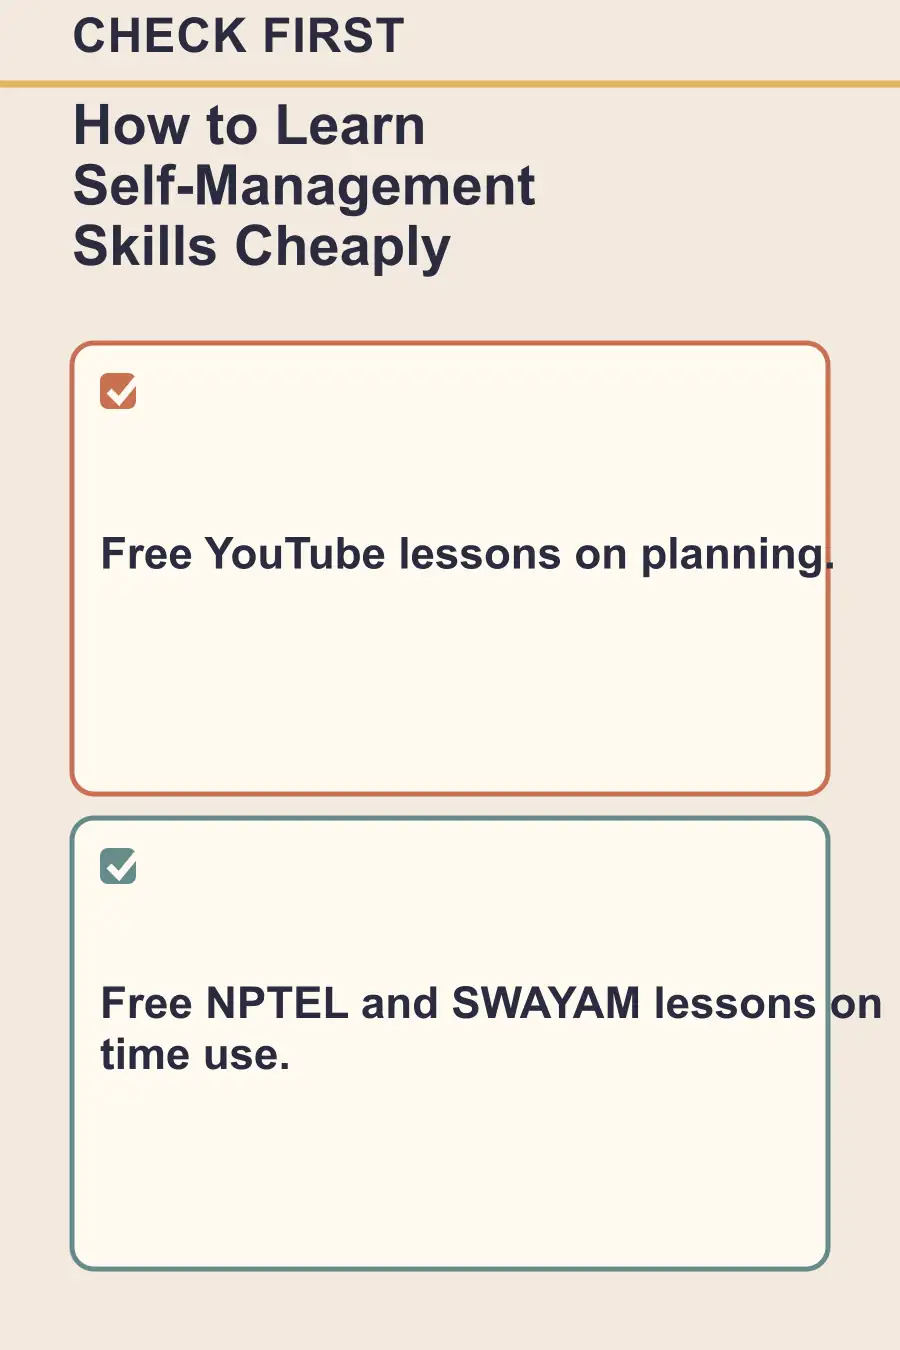 CHECK FIRST
How to Learn
Self-Management
Skills Cheaply
Free YouTube lessons on planning.
Free NPTEL and SWAYAM lessons on
time use.